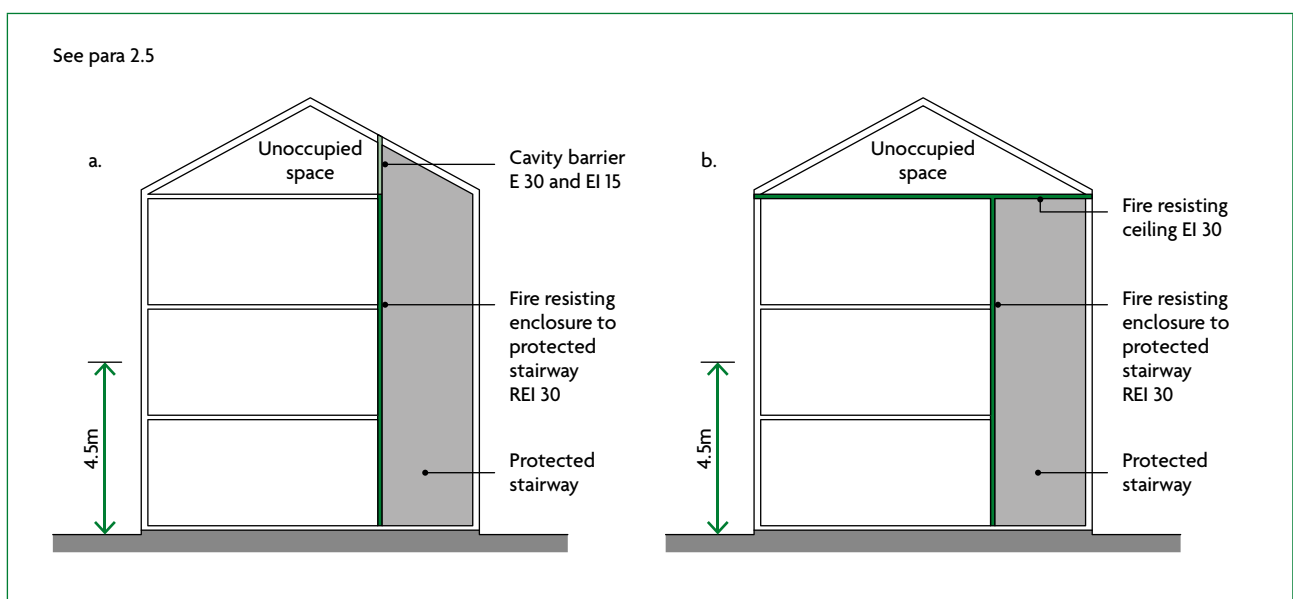 See para 2.5
a.
Unoccupied
space
Cavity barrier
E 30 and EI 15
Fire resisting
enclosure to
protected
stairway
REI 30
Protected
stairway
4.5m
b.
Unoccupied
space
Fire resisting
ceiling EI 30
Fire resisting
enclosure to
protected
stairway
REI 30
Protected
stairway
4.5m